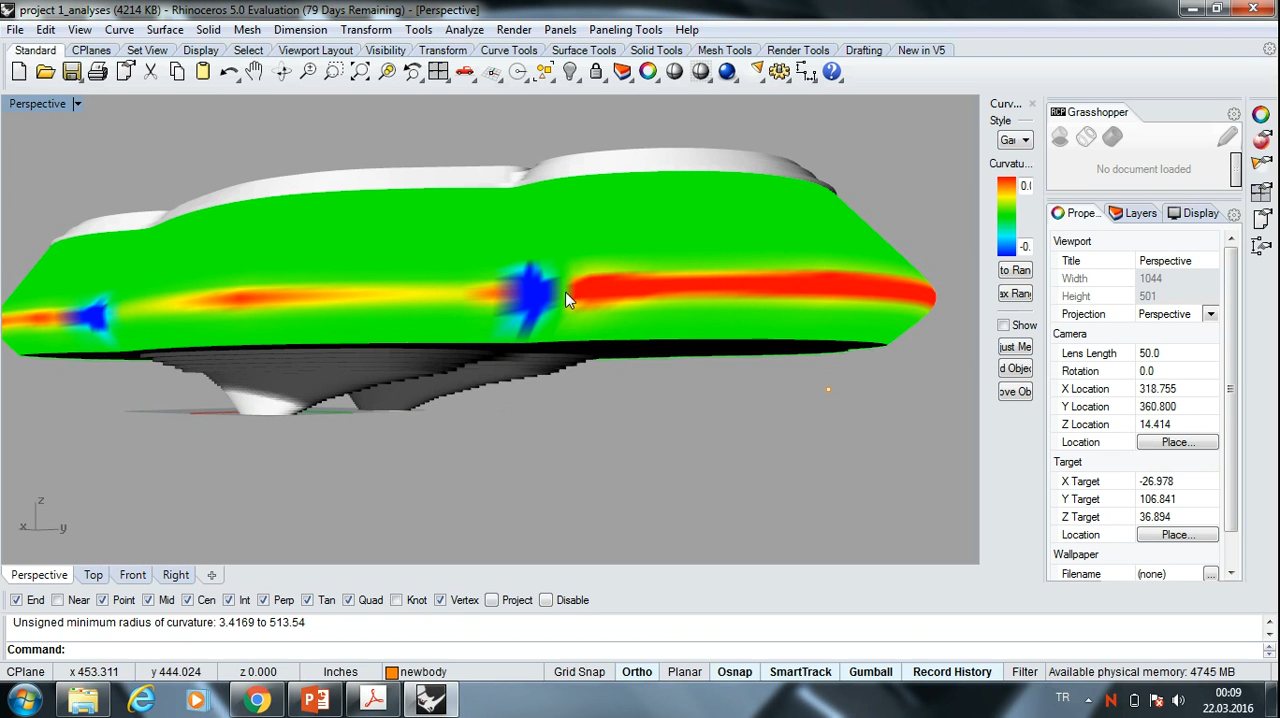 project 1_analyses (4214 KB) - Rhinoceros 5.0 Evaluation (79 Days Remaining) - [Perspective]
File Edit View Curve Surface Solid Mesh Dimension Transform Tools Analyze Render Panels Paneling Tools Help
Standard CPlanes Set View Display Select Viewport Layout Visibility Transform Curve Tools Surface Tools Solid Tools Mesh Tools Render Tools Drafting New in V5
Perspective
Curv...
Style
Gau
Curvatu...
0.(
-0.
to Ran
ax Rang
Show
just Me
d Objec
ove Ob
Grasshopper
No document loaded
Prope... Layers Display
Viewport
Title Perspective
Width 1044
Height 501
Projection Perspective
Camera
Lens Length 50.0
Rotation 0.0
X Location 318.755
Y Location 360.800
Z Location 14.414
Location Place...
Target
X Target -26.978
Y Target 106.841
Z Target 36.894
Location Place...
Wallpaper
Filename (none) ...
z
x y
Perspective Top Front Right
End Near Point Mid Cen Int Perp Tan Quad Knot Vertex Project Disable
Unsigned minimum radius of curvature: 3.4169 to 513.54
Command:
CPlane x 453.311 y 444.024 z 0.000 Inches newbody Grid Snap Ortho Planar Osnap SmartTrack Gumball Record History Filter Available physical memory: 4745 MB
TR 00:09
22.03.2016